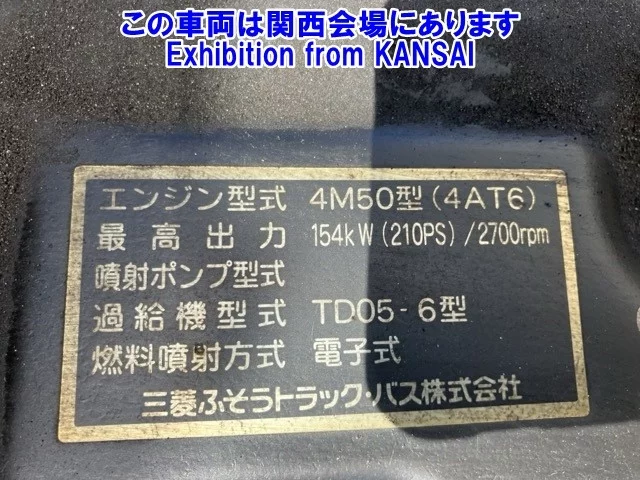 この車両は関西会場にあります
Exhibition from KANSAI
エンジン型式 4M50型(4AT6)
最高出力 154kW(210PS)/2700rpm
噴射ポンプ型式
過給機型式 TD05-6型
燃料噴射方式 電子式
三菱ふそうトラック・バス株式会社